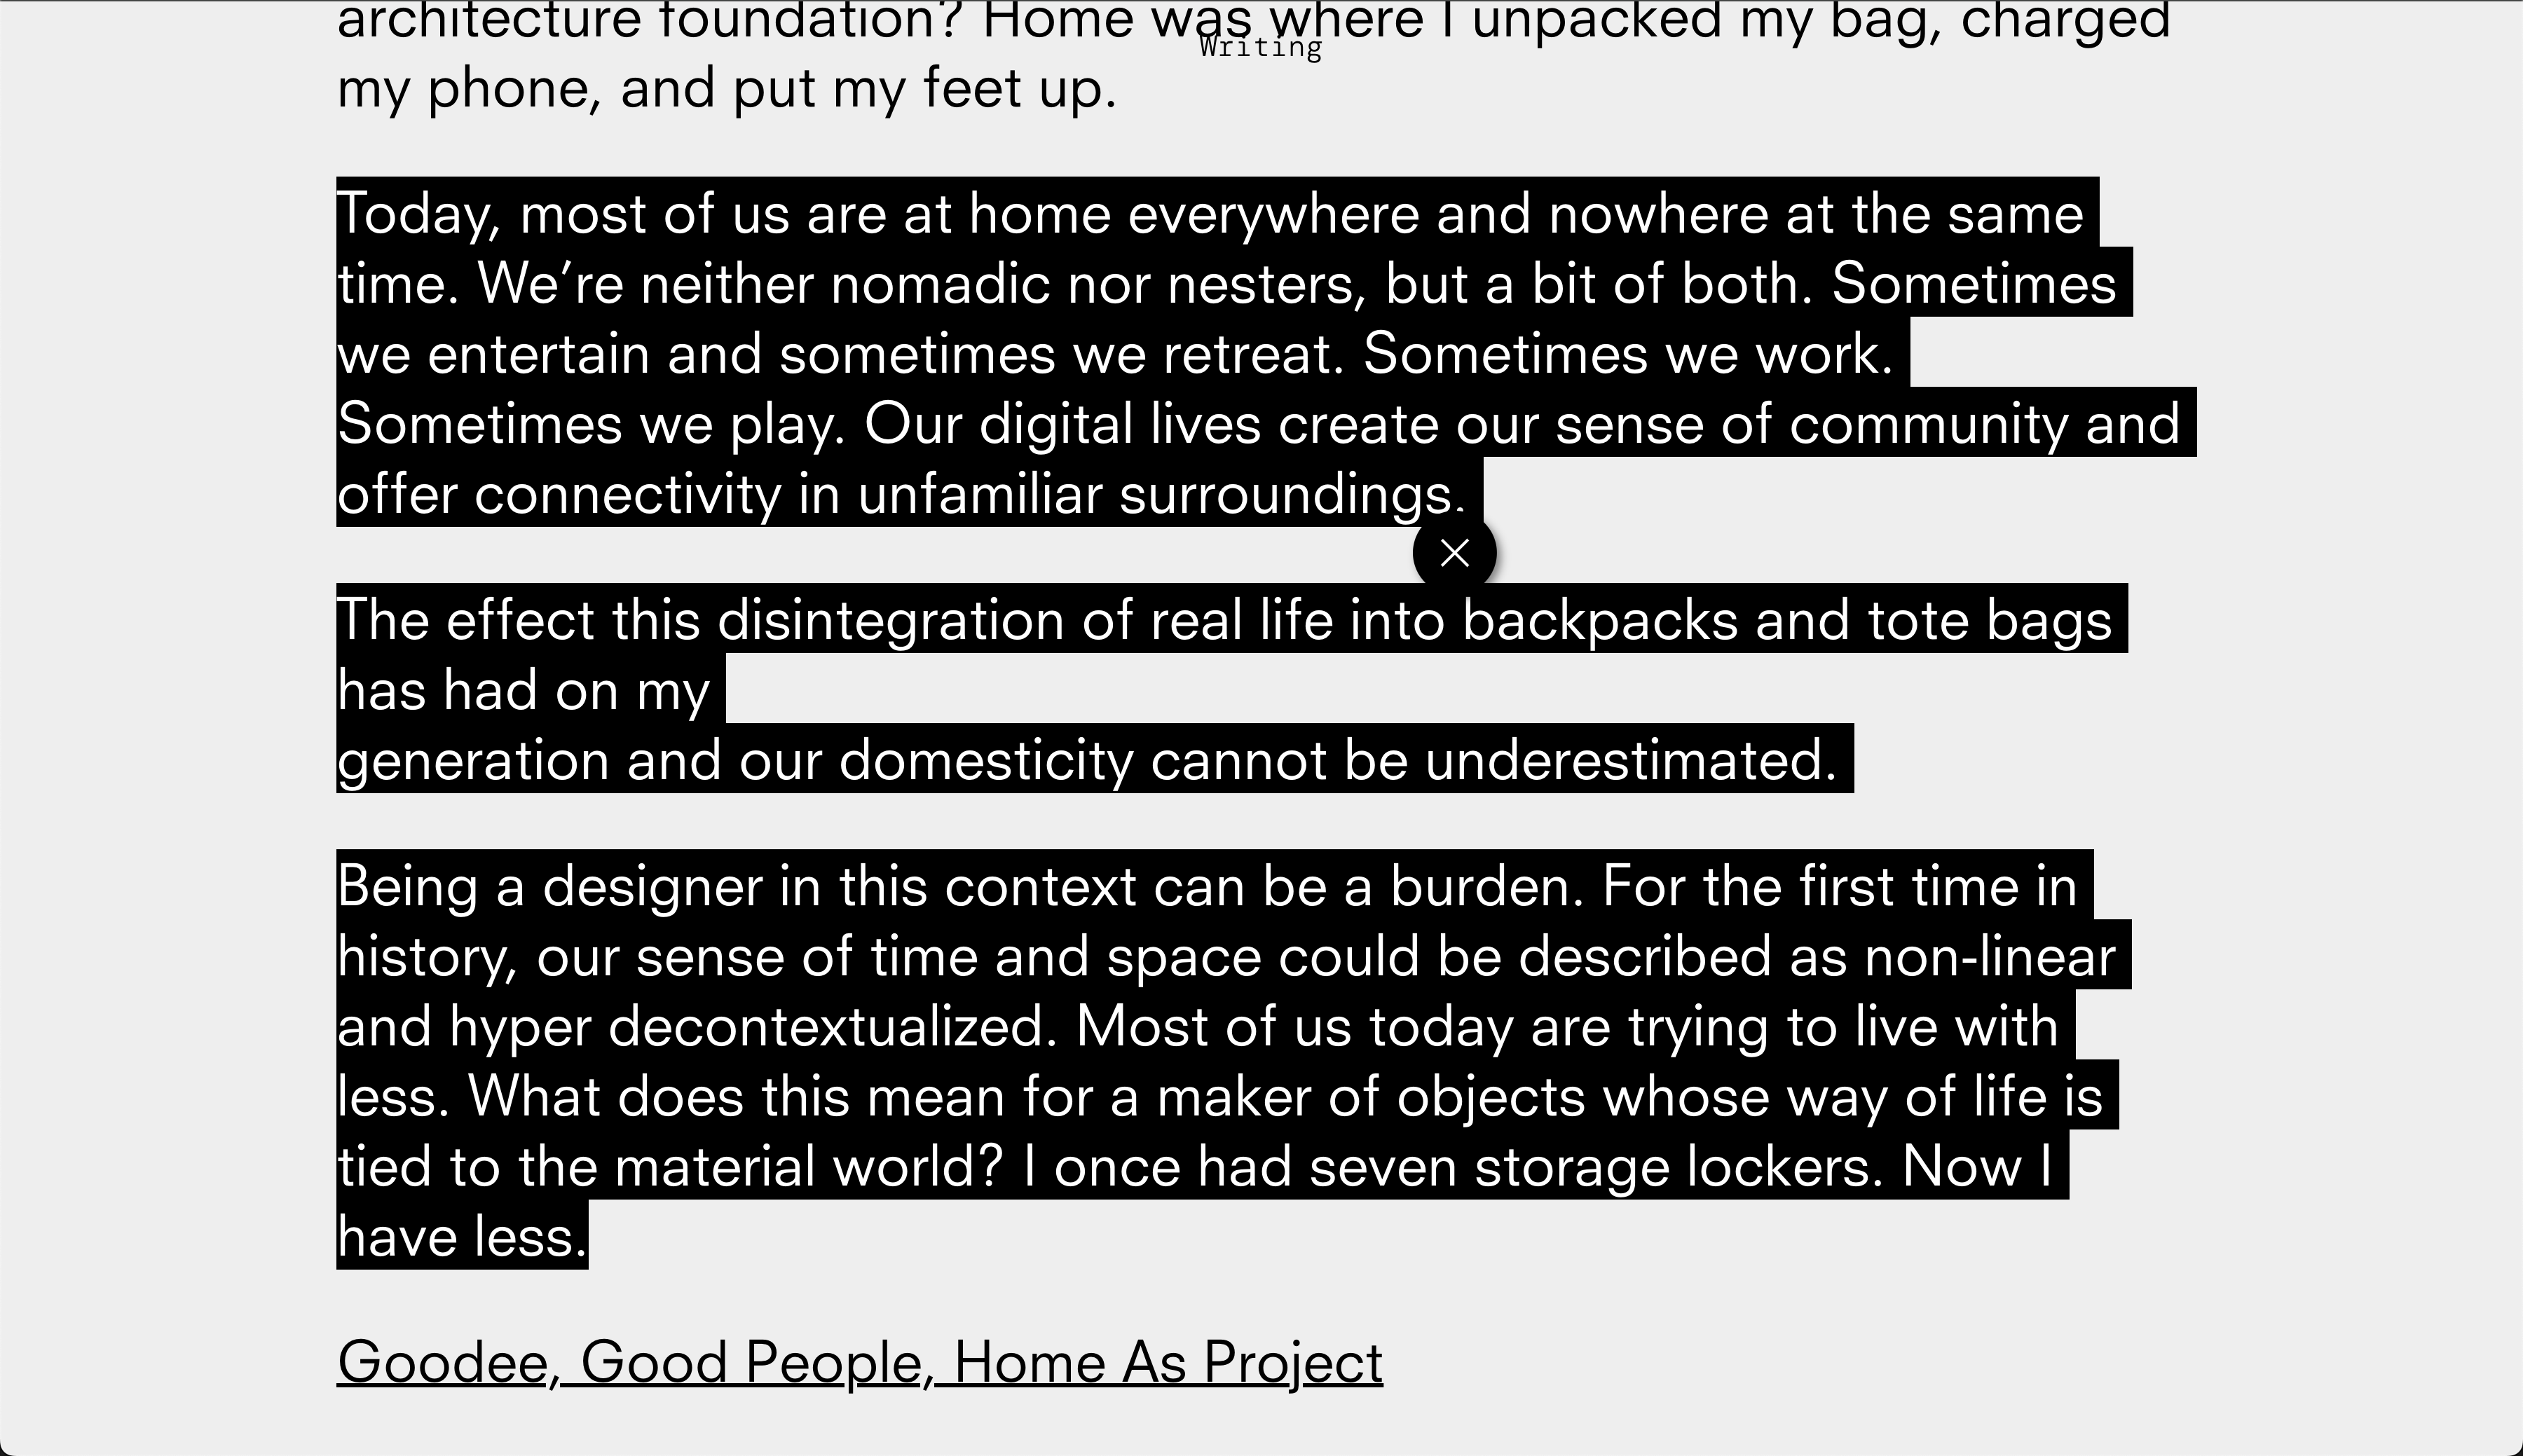 architecture foundation? Home was where I unpacked my bag, charged
Writing
my phone, and put my feet up.
Today, most of us are at home everywhere and nowhere at the same
time. We’re neither nomadic nor nesters, but a bit of both. Sometimes
we entertain and sometimes we retreat. Sometimes we work.
Sometimes we play. Our digital lives create our sense of community and
offer connectivity in unfamiliar surroundings.
The effect this disintegration of real life into backpacks and tote bags
has had on my
generation and our domesticity cannot be underestimated.
Being a designer in this context can be a burden. For the first time in
history, our sense of time and space could be described as non-linear
and hyper decontextualized. Most of us today are trying to live with
less. What does this mean for a maker of objects whose way of life is
tied to the material world? I once had seven storage lockers. Now I
have less.
Goodee, Good People, Home As Project